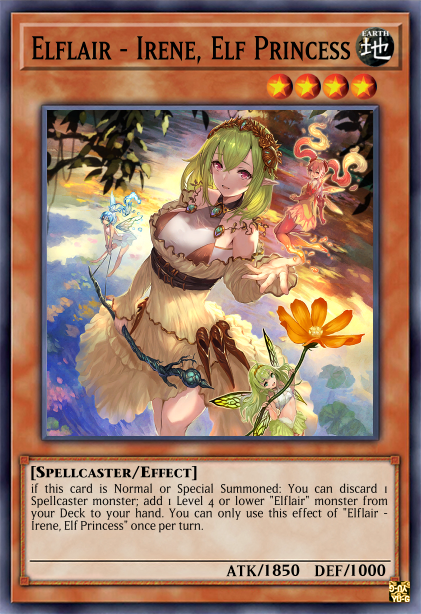 Elflair - Irene, Elf Princess
EARTH
地
[Spellcaster/Effect]
if this card is Normal or Special Summoned: You can discard 1
Spellcaster monster; add 1 Level 4 or lower "Elflair" monster from
your Deck to your hand. You can only use this effect of "Elflair -
Irene, Elf Princess" once per turn.
ATK/1850 DEF/1000